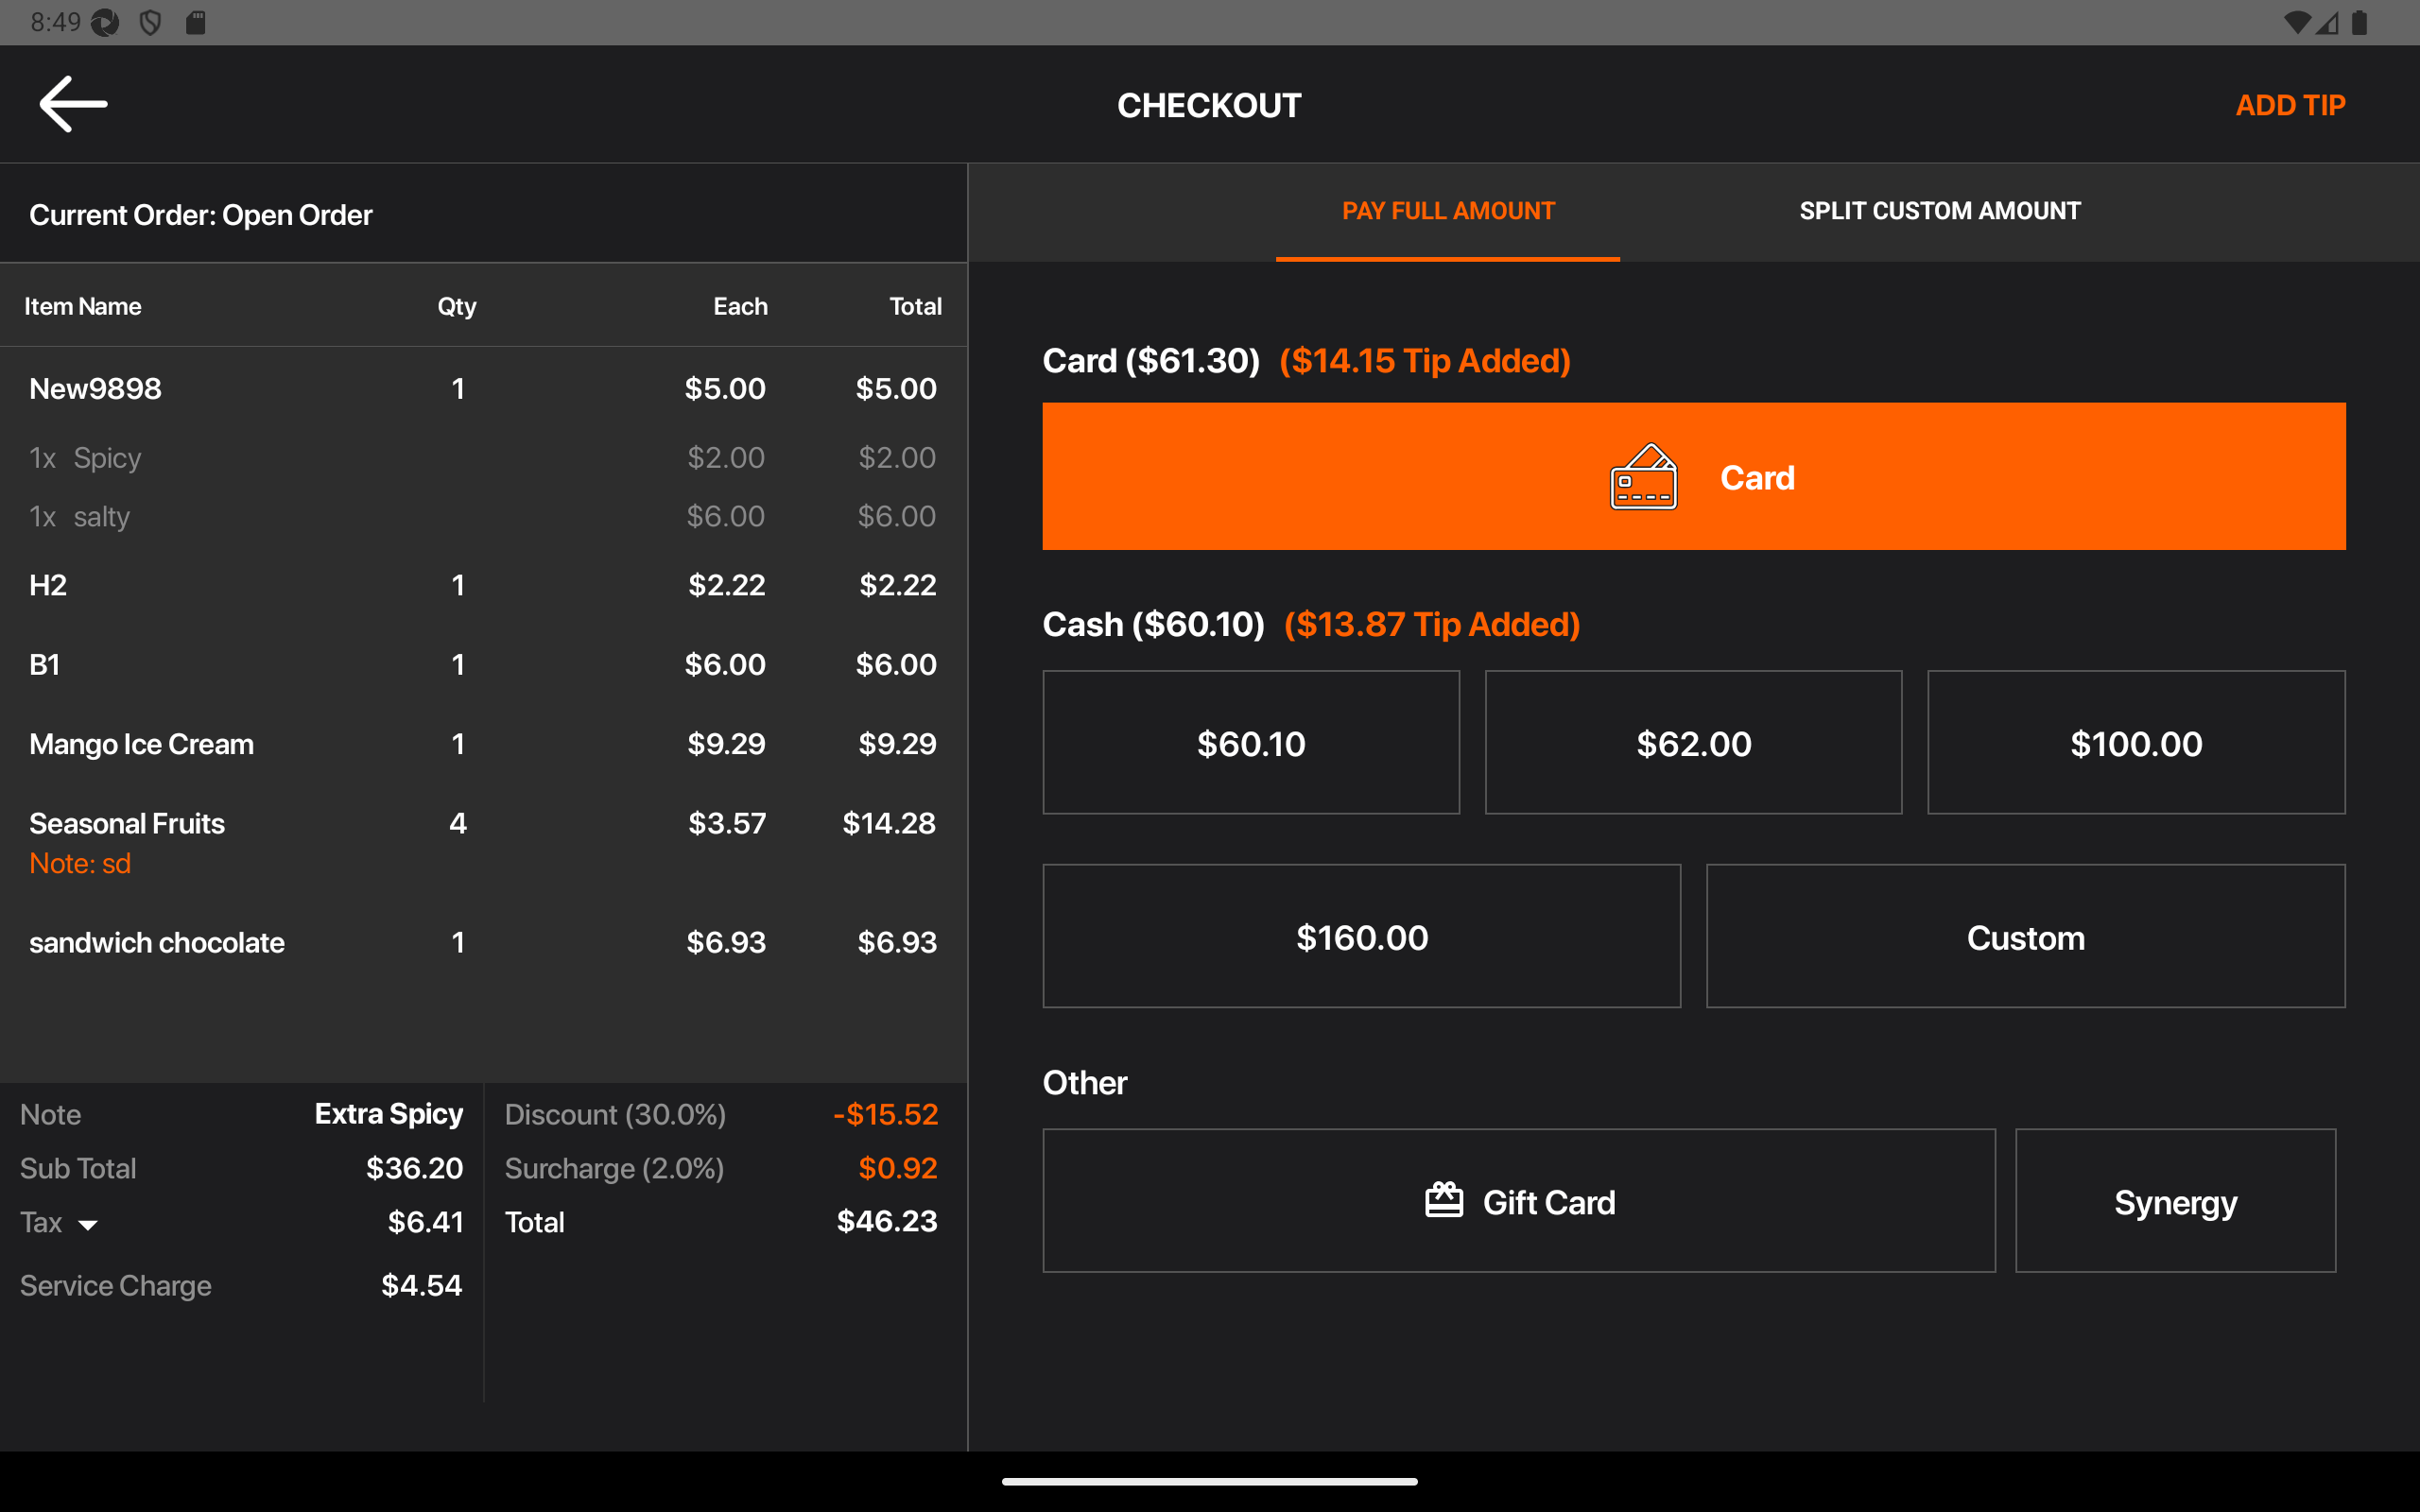 8:49
CHECKOUT
ADD TIP
Current Order: Open Order
PAY FULL AMOUNT
SPLIT CUSTOM AMOUNT
Item Name Qty Each Total
New9898 1 $5.00 $5.00
1x Spicy $2.00 $2.00
1x salty $6.00 $6.00
H2 1 $2.22 $2.22
B1 1 $6.00 $6.00
Mango Ice Cream 1 $9.29 $9.29
Seasonal Fruits 4 $3.57 $14.28
Note: sd
sandwich chocolate 1 $6.93 $6.93
Note Extra Spicy
Sub Total $36.20
Tax $6.41
Service Charge $4.54
Discount (30.0%) -$15.52
Surcharge (2.0%) $0.92
Total $46.23
Card ($61.30) ($14.15 Tip Added)
Card
Cash ($60.10) ($13.87 Tip Added)
$60.10 $62.00 $100.00
$160.00 Custom
Other
Gift Card Synergy